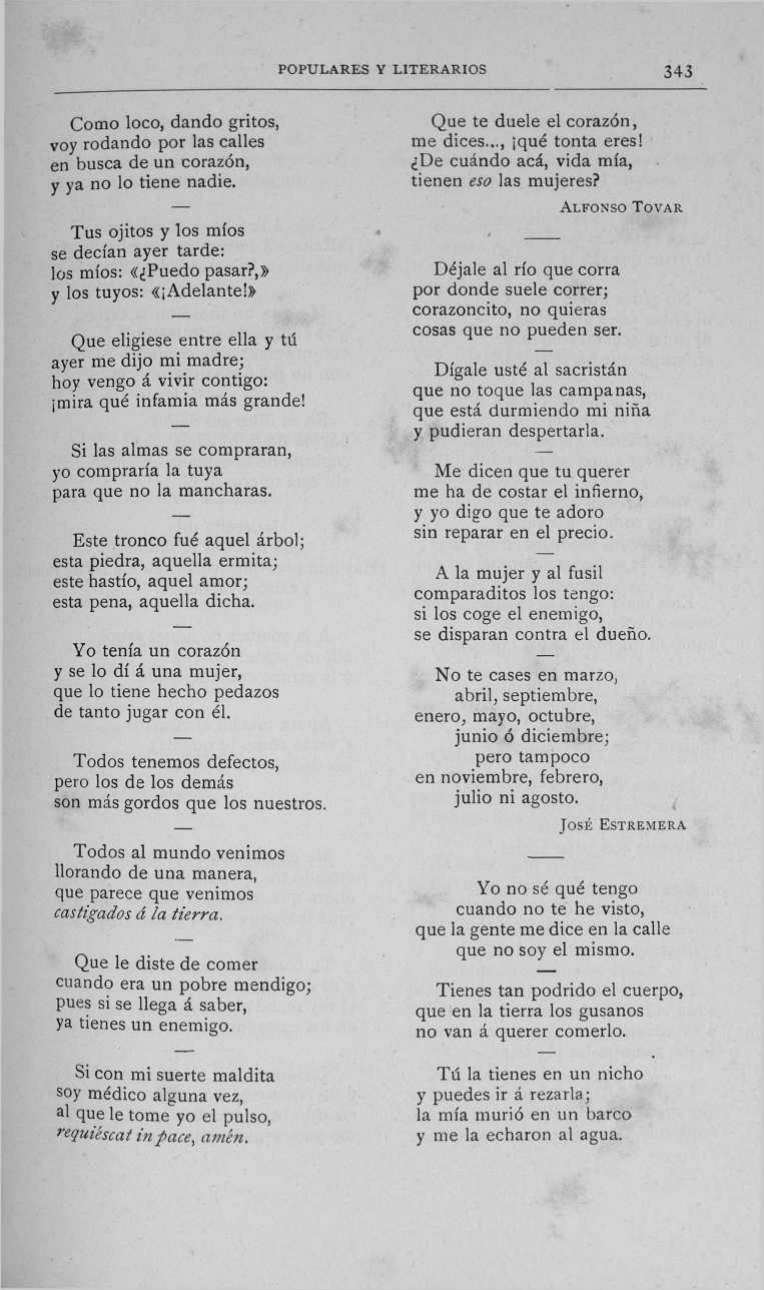 POPULARES Y LITERARIOS 343
Como loco, dando gritos,
voy rodando por las calles
en busca de un corazón,
y ya no lo tiene nadie.
—
Tus ojitos y los míos
se decían ayer tarde:
los míos: «¿Puedo pasar?,»
y los tuyos: «¡Adelante!»
—
Que eligiese entre ella y tú
ayer me dijo mi madre;
hoy vengo á vivir contigo:
¡mira qué infamia más grande!
—
Si las almas se compraran,
yo compraría la tuya
para que no la mancharas.
—
Este tronco fué aquel árbol;
esta piedra, aquella ermita;
este hastío, aquel amor;
esta pena, aquella dicha.
—
Yo tenía un corazón
y se lo dí á una mujer,
que lo tiene hecho pedazos
de tanto jugar con él.
—
Todos tenemos defectos,
pero los de los demás
son más gordos que los nuestros.
—
Todos al mundo venimos
llorando de una manera,
que parece que venimos
castigados á la tierra.
—
Que le diste de comer
cuando era un pobre mendigo;
pues si se llega á saber,
ya tienes un enemigo.
—
Si con mi suerte maldita
soy médico alguna vez,
al que le tome yo el pulso,
requiéscat in pace, amén.
Que te duele el corazón,
me dices..., ¡qué tonta eres!
¿De cuándo acá, vida mía,
tienen eso las mujeres?
ALFONSO TOVAR
—
Déjale al río que corra
por donde suele correr;
corazoncito, no quieras
cosas que no pueden ser.
—
Dígale usté al sacristán
que no toque las campanas,
que está durmiendo mi niña
y pudieran despertarla.
—
Me dicen que tu querer
me ha de costar el infierno,
y yo digo que te adoro
sin reparar en el precio.
—
A la mujer y al fusil
comparaditos los tengo:
si los coge el enemigo,
se disparan contra el dueño.
—
No te cases en marzo,
abril, septiembre,
enero, mayo, octubre,
junio ó diciembre;
pero tampoco
en noviembre, febrero,
julio ni agosto.
JOSÉ ESTREMERA
—
Yo no sé qué tengo
cuando no te he visto,
que la gente me dice en la calle
que no soy el mismo.
—
Tienes tan podrido el cuerpo,
que en la tierra los gusanos
no van á querer comerlo.
—
Tú la tienes en un nicho
y puedes ir á rezarla;
la mía murió en un barco
y me la echaron al agua.